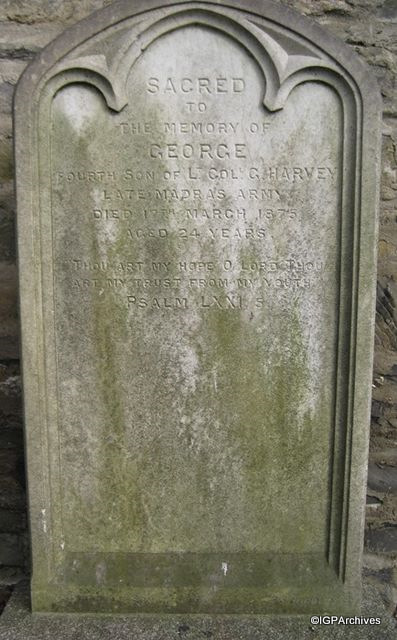 SACRED
TO
THE MEMORY OF
GEORGE
FOURTH SON OF LT COL: G. HARVEY
LATE MADRAS ARMY
DIED 17TH MARCH 1875
AGED 24 YEARS
THOU ART MY HOPE O LORD THOU
ART MY TRUST FROM MY YOUTH
PSALM LXXI. 5
©IGPArchives